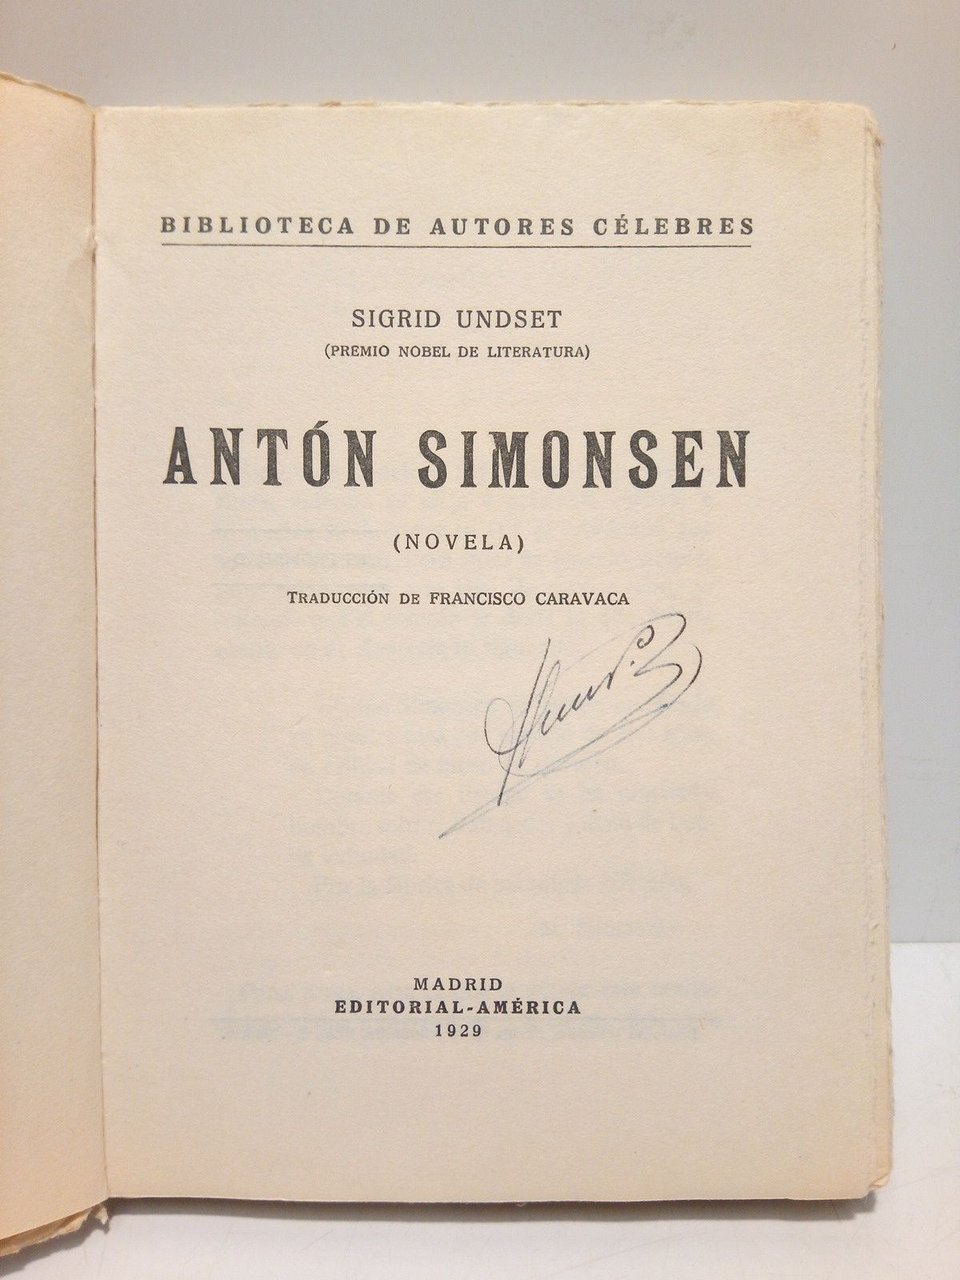 BIBLIOTECA DE AUTORES CÉLEBRES
SIGRID UNDSET
(PREMIO NOBEL DE LITERATURA)
ANTÓN SIMONSEN
(NOVELA)
TRADUCCIÓN DE FRANCISCO CARAVACA
MADRID
EDITORIAL-AMÉRICA
1929